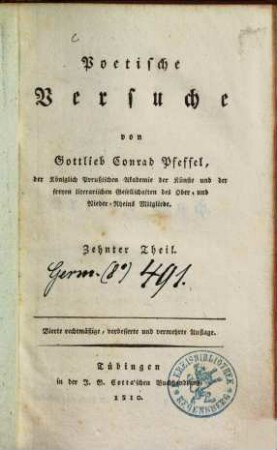 Poetische
Versuche
von
Gottlieb Conrad Pfeffel,
der Königlich Preußischen Akademie der Künste und der
freyen literarischen Gesellschaften des Ober- und
Nieder-Rheins Mitgliede.
Zehnter Theil.
Germ. (8°) 491.
Vierte rechtmäßige, verbesserte und vermehrte Auflage.
Tübingen
in der J. G. Cotta'schen Buchhandlung
1810.
KREISBIBLIOTHEK
REGENSBURG